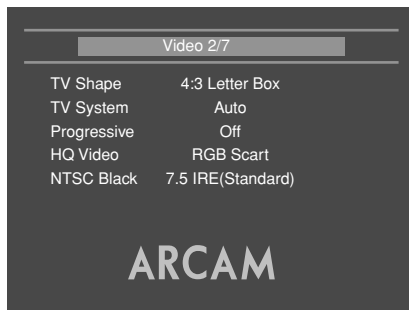 Video 2/7
TV Shape 4:3 Letter Box
TV System Auto
Progressive Off
HQ Video RGB Scart
NTSC Black 7.5 IRE(Standard)
ARCAM